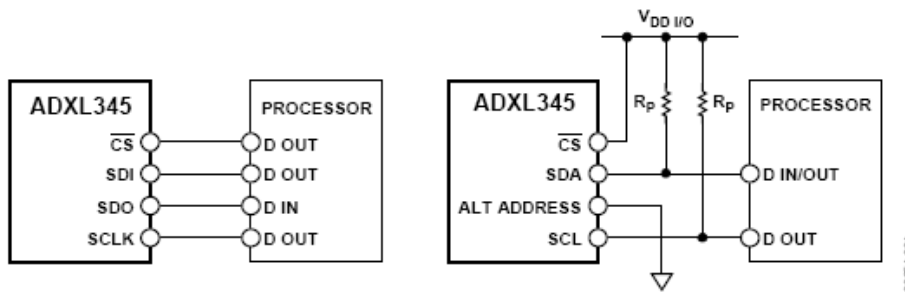 V_DD I/O
ADXL345
PROCESSOR
CS
D OUT
SDI
D OUT
SDO
D IN
SCLK
D OUT
ADXL345
R_P
R_P
PROCESSOR
CS
SDA
D IN/OUT
ALT ADDRESS
SCL
D OUT